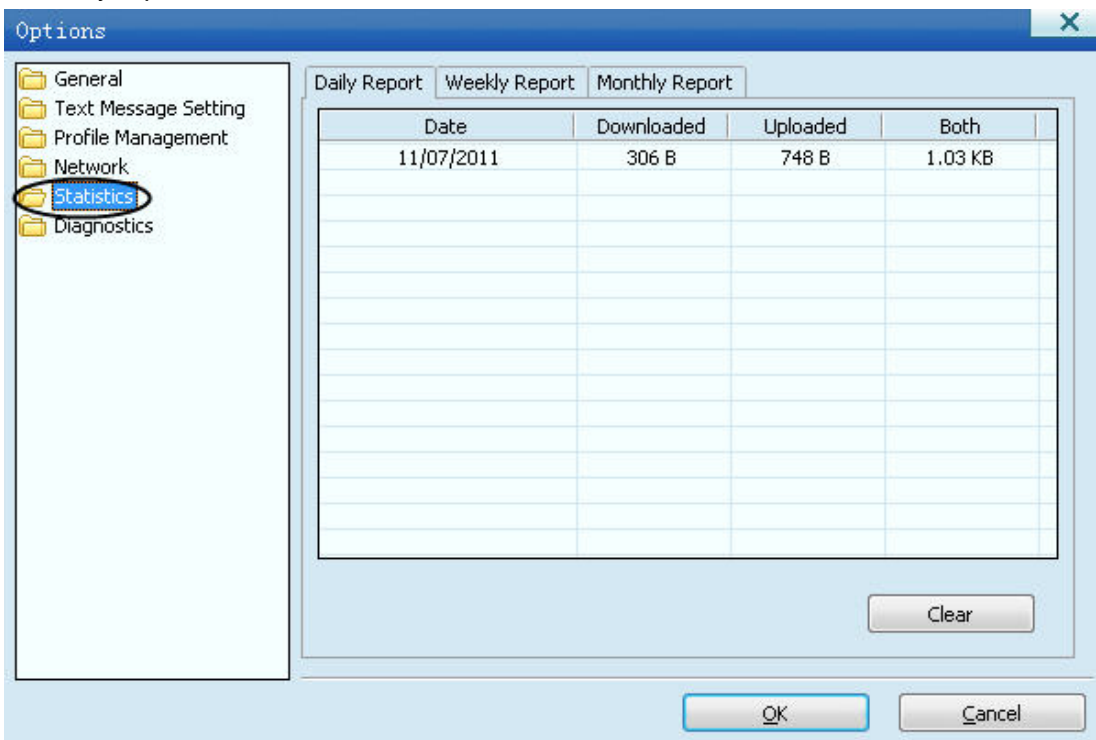 Options
General
Text Message Setting
Profile Management
Network
Statistics
Diagnostics
Daily Report Weekly Report Monthly Report
Date Downloaded Uploaded Both
11/07/2011 306 B 748 B 1.03 KB
Clear
OK Cancel